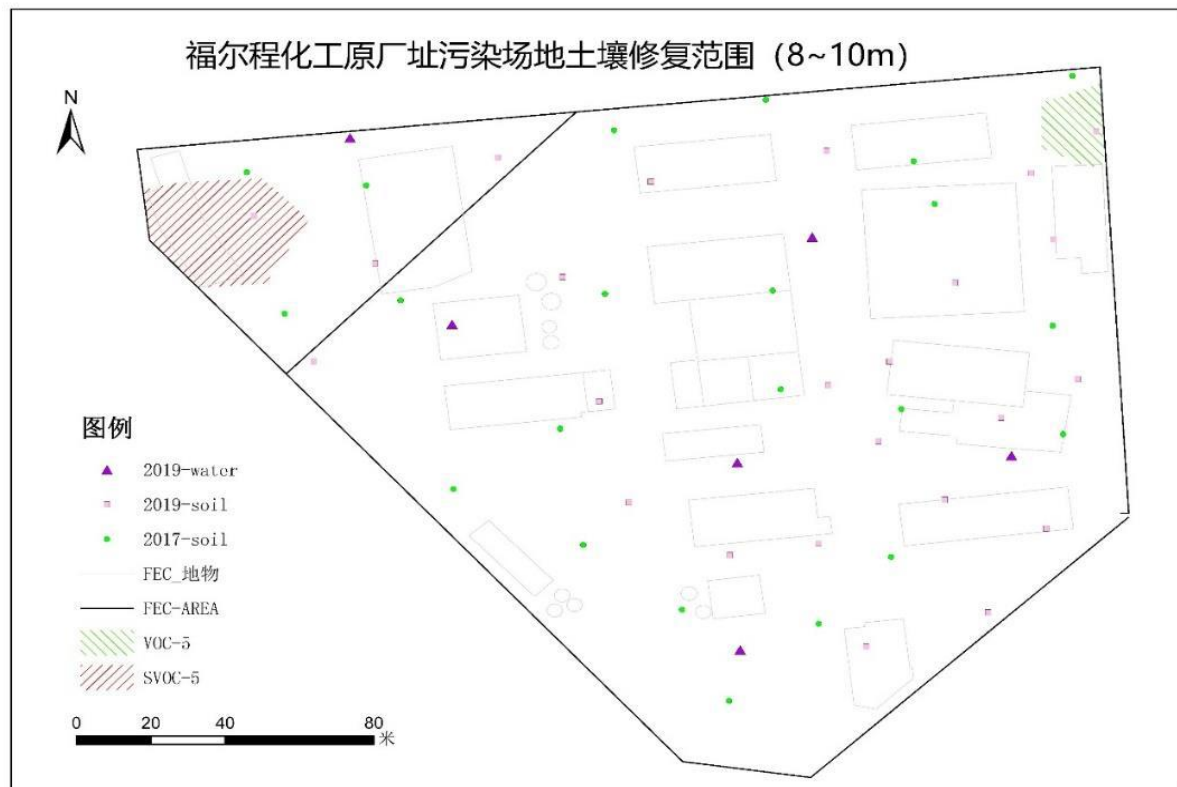 福尔程化工原厂址污染场地土壤修复范围（8~10m）
N
图例
2019-water
2019-soil
2017-soil
FEC_地物
FEC-AREA
VOC-5
SVOC-5
0 20 40 80
米